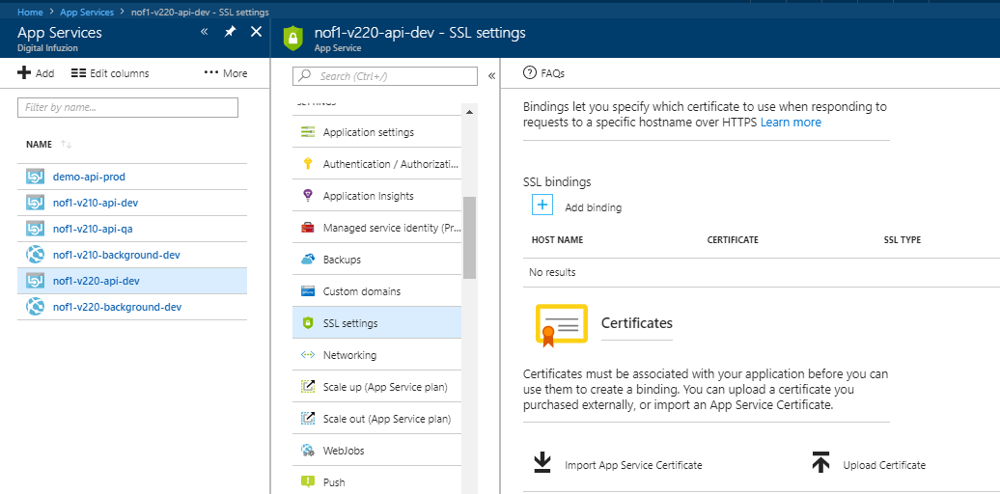 Home > App Services > nof1-v220-api-dev - SSL settings
App Services
Digital Infuzion
Add
Edit columns
More
Filter by name...
NAME
demo-api-prod
nof1-v210-api-dev
nof1-v210-api-qa
nof1-v210-background-dev
nof1-v220-api-dev
nof1-v220-background-dev
nof1-v220-api-dev - SSL settings
App Service
Search (Ctrl+/)
SETTINGS
Application settings
Authentication / Authorizati...
Application Insights
Managed service identity (Pr...
Backups
Custom domains
SSL settings
Networking
Scale up (App Service plan)
Scale out (App Service plan)
WebJobs
Push
FAQs
Bindings let you specify which certificate to use when responding to
requests to a specific hostname over HTTPS Learn more
SSL bindings
Add binding
HOST NAME CERTIFICATE SSL TYPE
No results
Certificates
Certificates must be associated with your application before you can
use them to create a binding. You can upload a certificate you
purchased externally, or import an App Service Certificate.
Import App Service Certificate
Upload Certificate